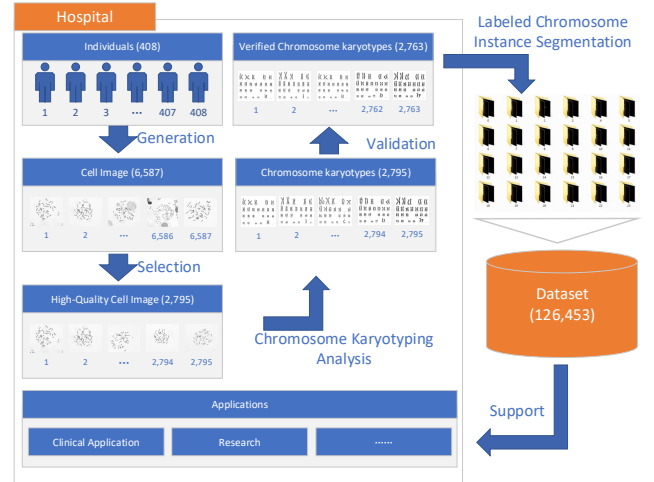 Hospital
Individuals (408)
1 2 3 ... 407 408
Generation
Cell Image (6,587)
1 2 ... 6,586 6,587
Selection
High-Quality Cell Image (2,795)
1 2 ... 2,794 2,795
Chromosome Karyotyping
Analysis
Chromosome karyotypes (2,795)
1 2 ... 2,794 2,795
Validation
Verified Chromosome karyotypes (2,763)
1 2 ... 2,762 2,763
Labeled Chromosome
Instance Segmentation
Dataset
(126,453)
Support
Applications
Clinical Application
Research
······